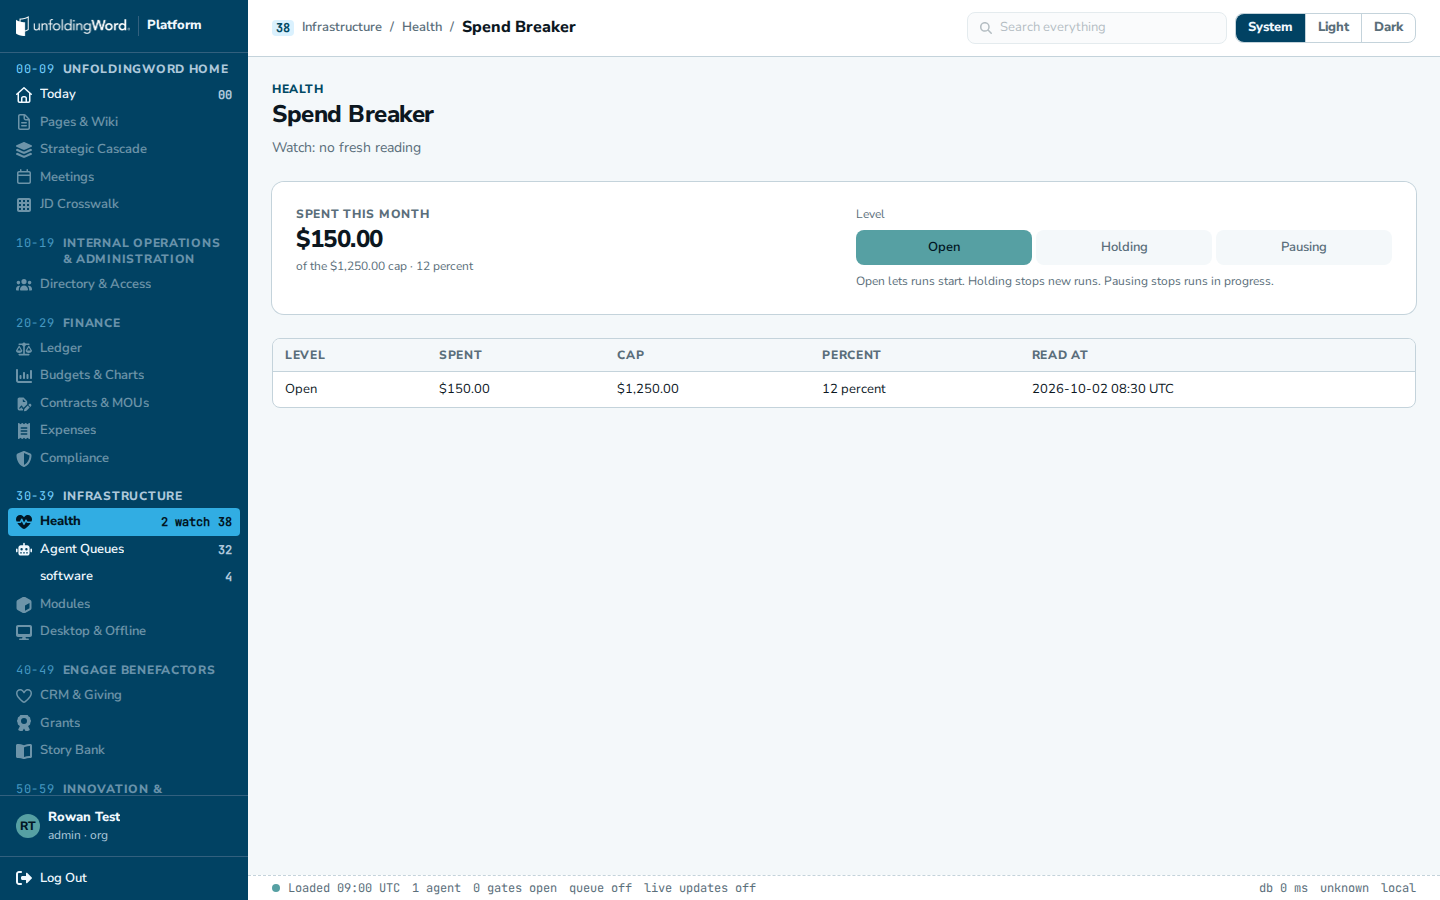 unfoldingWord Platform
00-09 UNFOLDINGWORD HOME
Today 00
Pages & Wiki
Strategic Cascade
Meetings
JD Crosswalk
10-19 INTERNAL OPERATIONS
& ADMINISTRATION
Directory & Access
20-29 FINANCE
Ledger
Budgets & Charts
Contracts & MOUs
Expenses
Compliance
30-39 INFRASTRUCTURE
Health 2 watch 38
Agent Queues 32
software 4
Modules
Desktop & Offline
40-49 ENGAGE BENEFACTORS
CRM & Giving
Grants
Story Bank
50-59 INNOVATION &
RT Rowan Test
admin · org
Log Out
38 Infrastructure / Health / Spend Breaker
Search everything
System Light Dark
HEALTH
Spend Breaker
Watch: no fresh reading
SPENT THIS MONTH
$150.00
of the $1,250.00 cap · 12 percent
Level
Open Holding Pausing
Open lets runs start. Holding stops new runs. Pausing stops runs in progress.
LEVEL SPENT CAP PERCENT READ AT
Open $150.00 $1,250.00 12 percent 2026-10-02 08:30 UTC
Loaded 09:00 UTC 1 agent 0 gates open queue off live updates off
db 0 ms unknown local